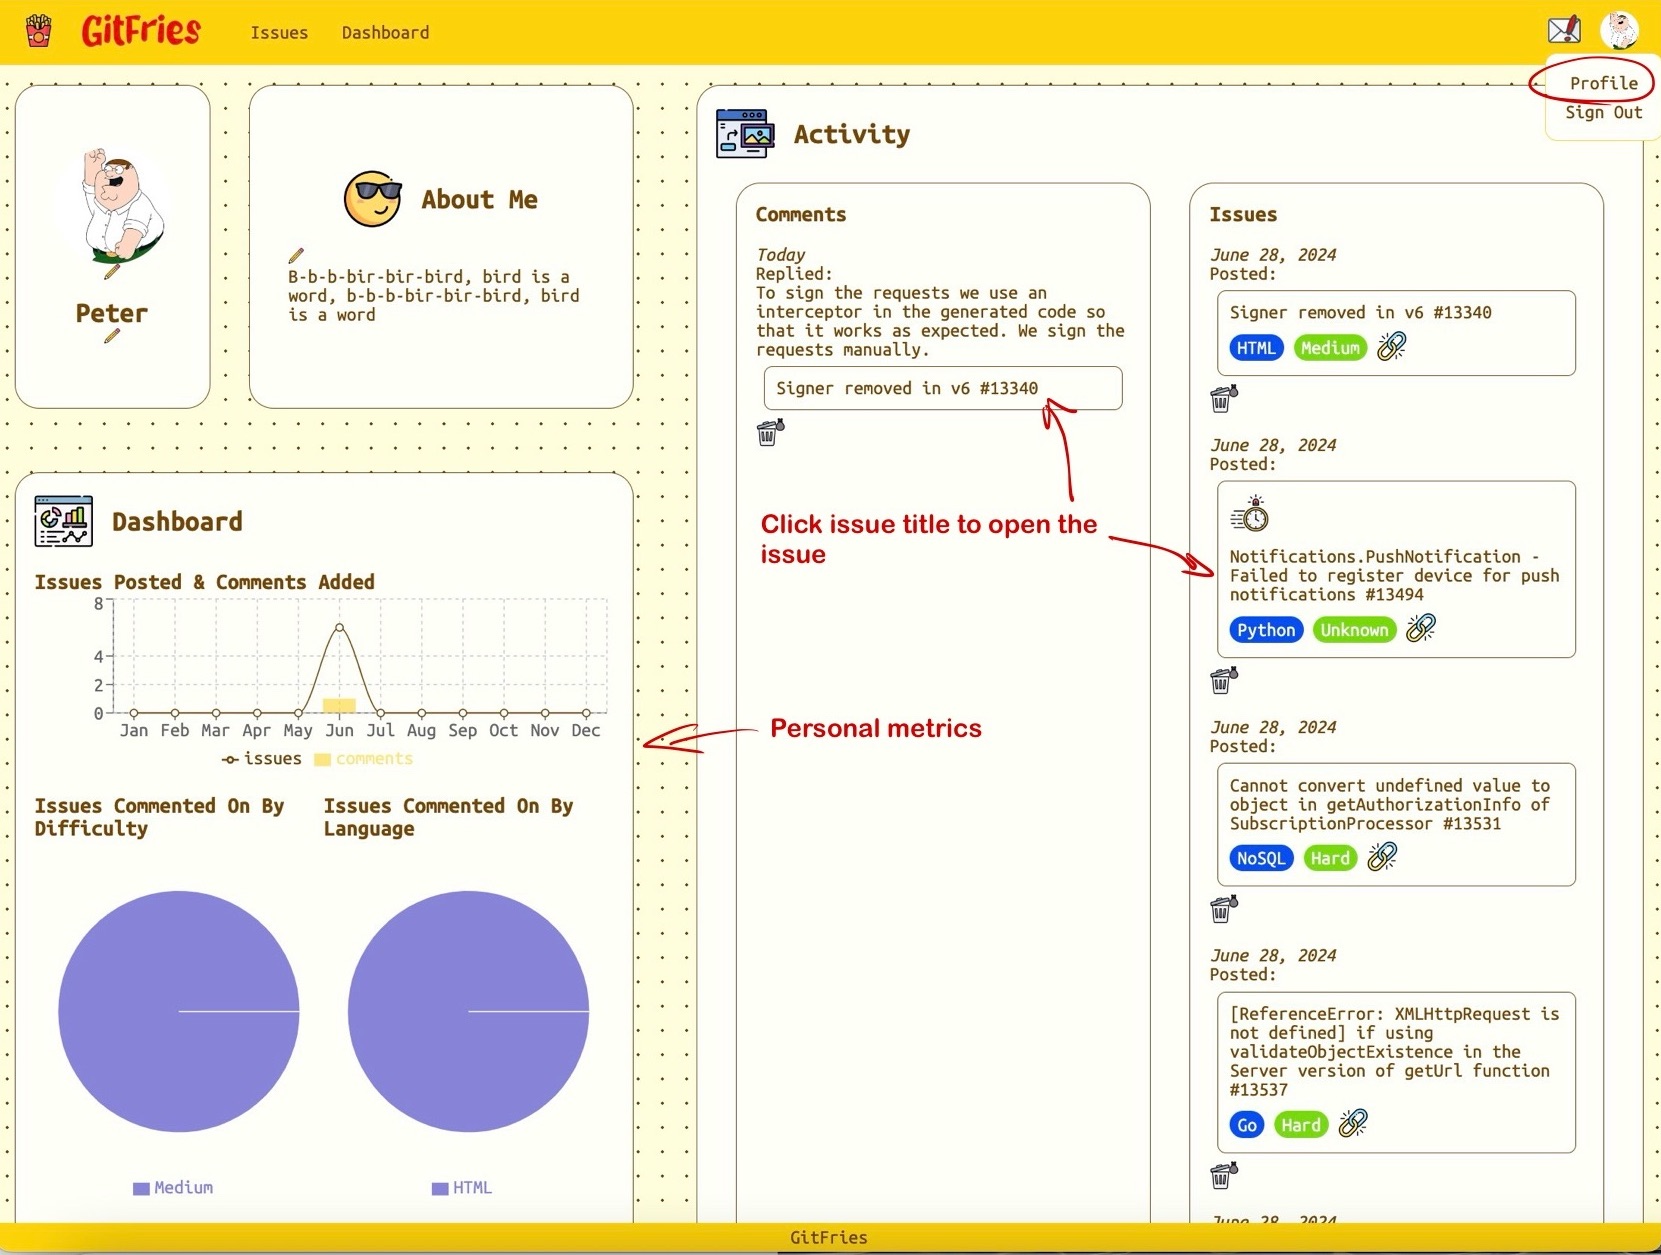 GitFries
Issues
Dashboard
Profile
Sign Out
Peter
About Me
B-b-b-bir-bir-bird, bird is a
word, b-b-b-bir-bir-bird, bird
is a word
Dashboard
Issues Posted & Comments Added
8
4
2
0
Jan Feb Mar Apr May Jun Jul Aug Sep Oct Nov Dec
issues comments
Issues Commented On By
Difficulty
Medium
Issues Commented On By
Language
HTML
Activity
Comments
Today
Replied:
To sign the requests we use an
interceptor in the generated code so
that it works as expected. We sign the
requests manually.
Signer removed in v6 #13340
Click issue title to open the
issue
Personal metrics
Issues
June 28, 2024
Posted:
Signer removed in v6 #13340
HTML Medium
June 28, 2024
Posted:
Notifications.PushNotification -
Failed to register device for push
notifications #13494
Python Unknown
June 28, 2024
Posted:
Cannot convert undefined value to
object in getAuthorizationInfo of
SubscriptionProcessor #13531
NoSQL Hard
June 28, 2024
Posted:
[ReferenceError: XMLHttpRequest is
not defined] if using
validateObjectExistence in the
Server version of getUrl function
#13537
Go Hard
June 28, 2024
GitFries